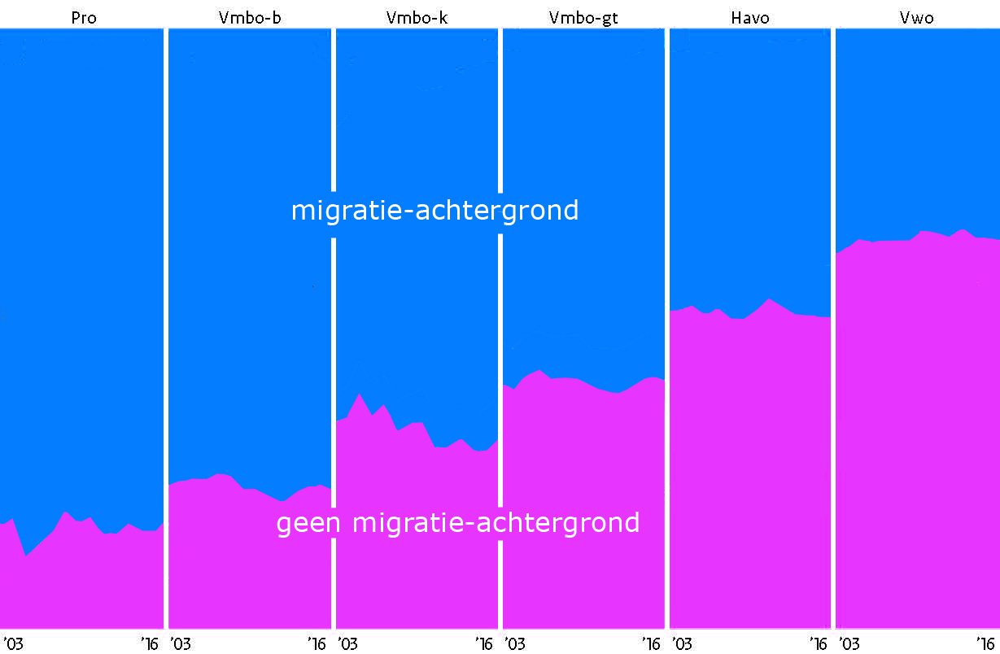 Pro Vmbo-b Vmbo-k Vmbo-gt Havo Vwo
migratie-achtergrond
geen migratie-achtergrond
'03 '16 '03 '16 '03 '16 '03 '16 '03 '16 '03 '16